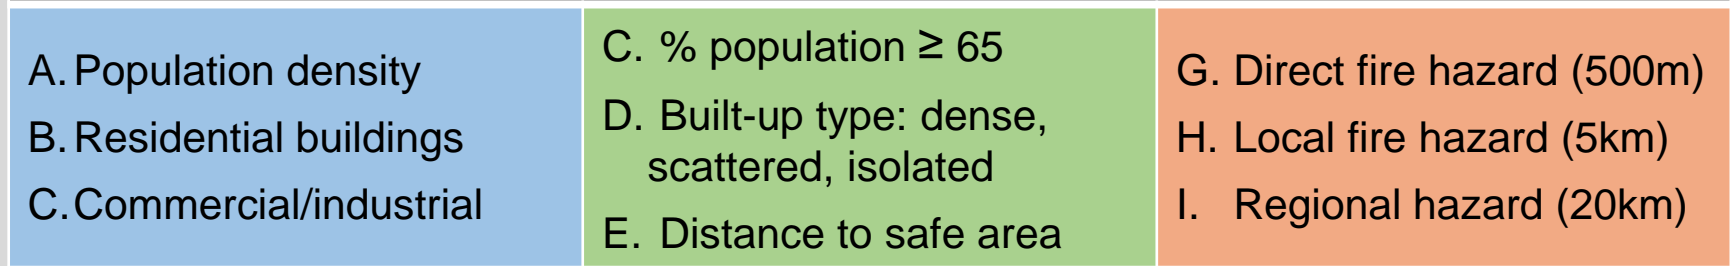 A. Population density
B. Residential buildings
C. Commercial/industrial
C. % population ≥ 65
D. Built-up type: dense,
scattered, isolated
E. Distance to safe area
G. Direct fire hazard (500m)
H. Local fire hazard (5km)
I. Regional hazard (20km)